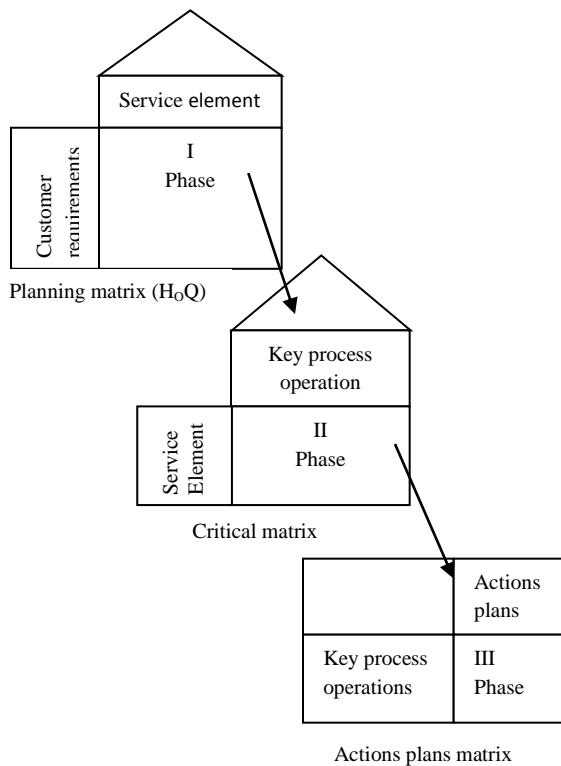 Service element
Customer
requirements
I
Phase
Planning matrix (HOQ)
Key process
operation
Service
Element
II
Phase
Critical matrix
Actions
plans
Key process
operations
III
Phase
Actions plans matrix